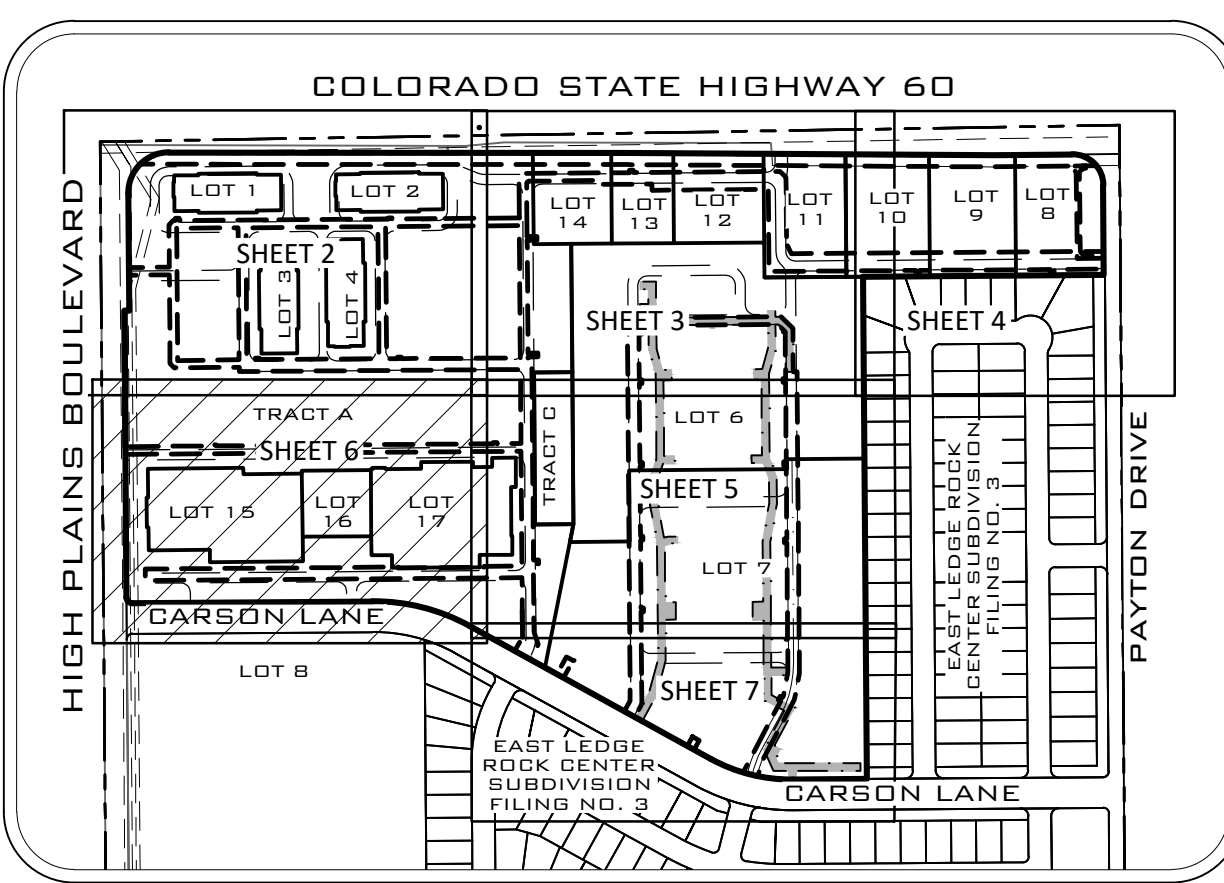 COLORADO STATE HIGHWAY 60
HIGH PLAINS BOULEVARD
LOT 1
LOT 2
SHEET 2
LOT 3
LOT 4
LOT
14
LOT
13
LOT
12
LOT
11
LOT
10
LOT
9
LOT
8
SHEET 3
SHEET 4
TRACT A
SHEET 6
LOT 15
LOT
16
LOT
17
TRACT C
LOT 6
SHEET 5
LOT 7
EAST LEDGE ROCK
CENTER SUBDIVISION
FILING NO. 3
PAYTON DRIVE
CARSON LANE
LOT 8
SHEET 7
EAST LEDGE
ROCK CENTER
SUBDIVISION
FILING NO. 3
CARSON LANE